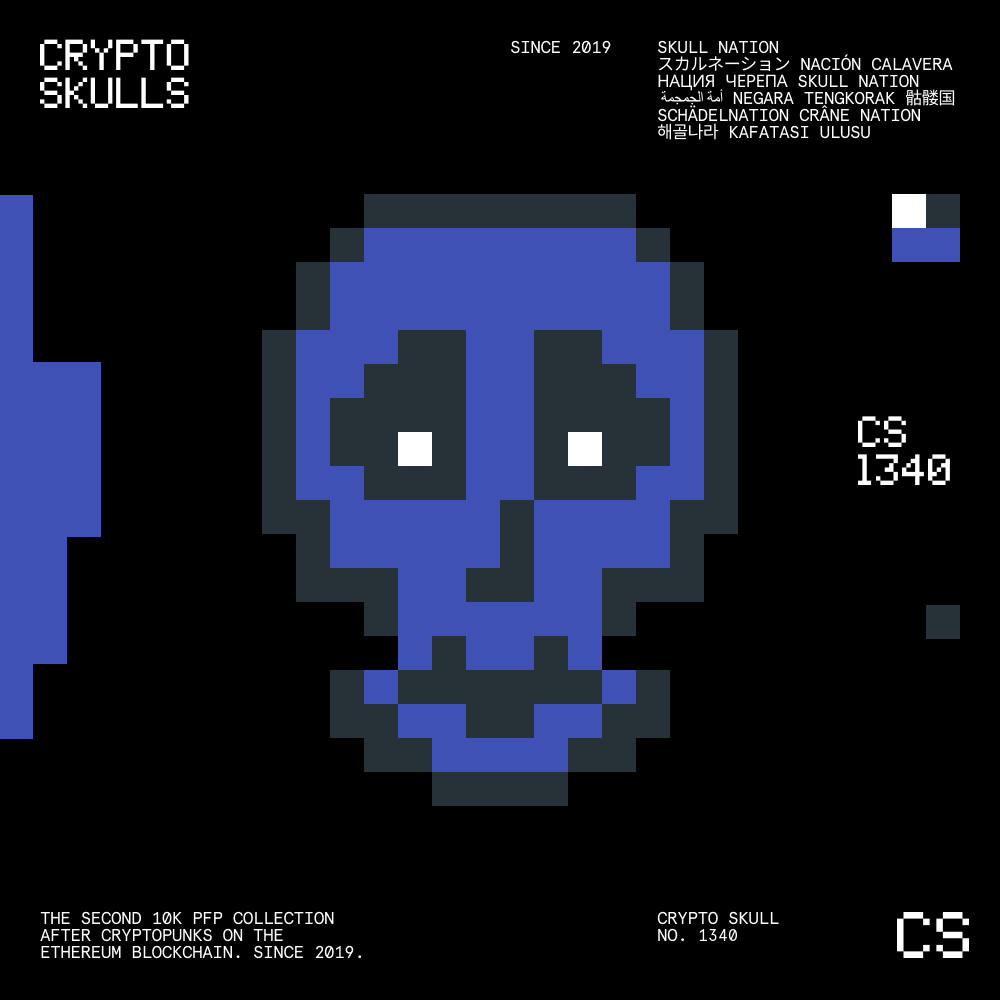 CRYPTO
SKULLS
SINCE 2019
SKULL NATION
スカルネーション NACIÓN CALAVERA
НАЦИЯ ЧЕРЕПА SKULL NATION
أمة الجمجمة NEGARA TENGKORAK 骷髅国
SCHÄDELNATION CRÂNE NATION
해골나라 KAFATASI ULUSU
CS
1340
THE SECOND 10K PFP COLLECTION
AFTER CRYPTOPUNKS ON THE
ETHEREUM BLOCKCHAIN. SINCE 2019.
CRYPTO SKULL
NO. 1340
CS